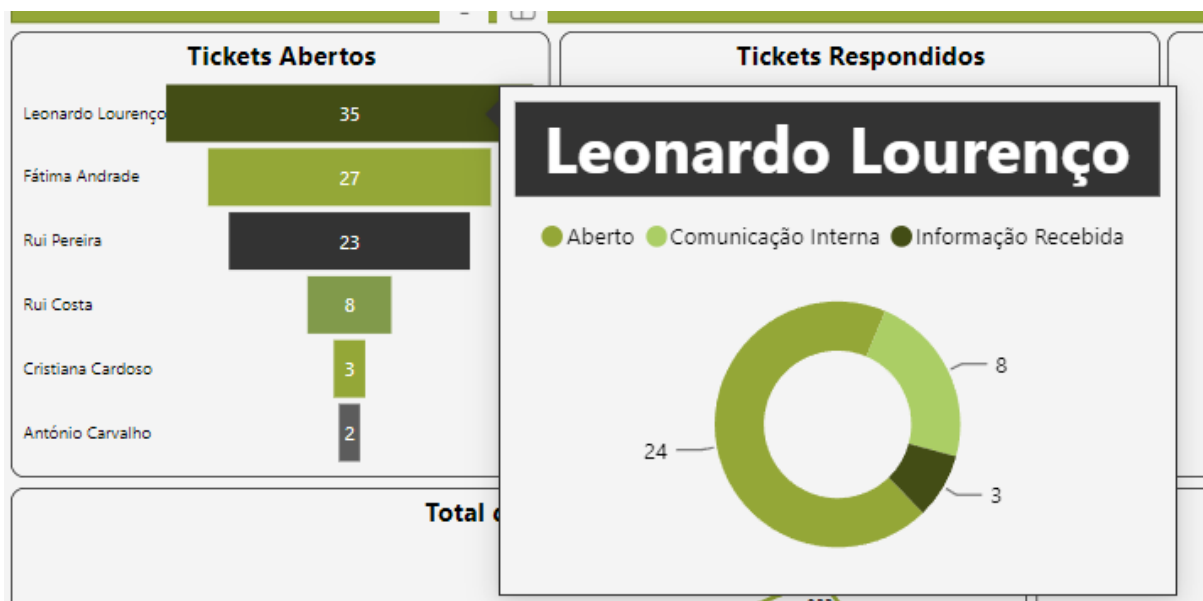 Tickets Abertos
Leonardo Lourenço 35
Fátima Andrade 27
Rui Pereira 23
Rui Costa 8
Cristiana Cardoso 3
António Carvalho 2
Tickets Respondidos
Leonardo Lourenço
Aberto Comunicação Interna Informação Recebida
8
24
3
Total